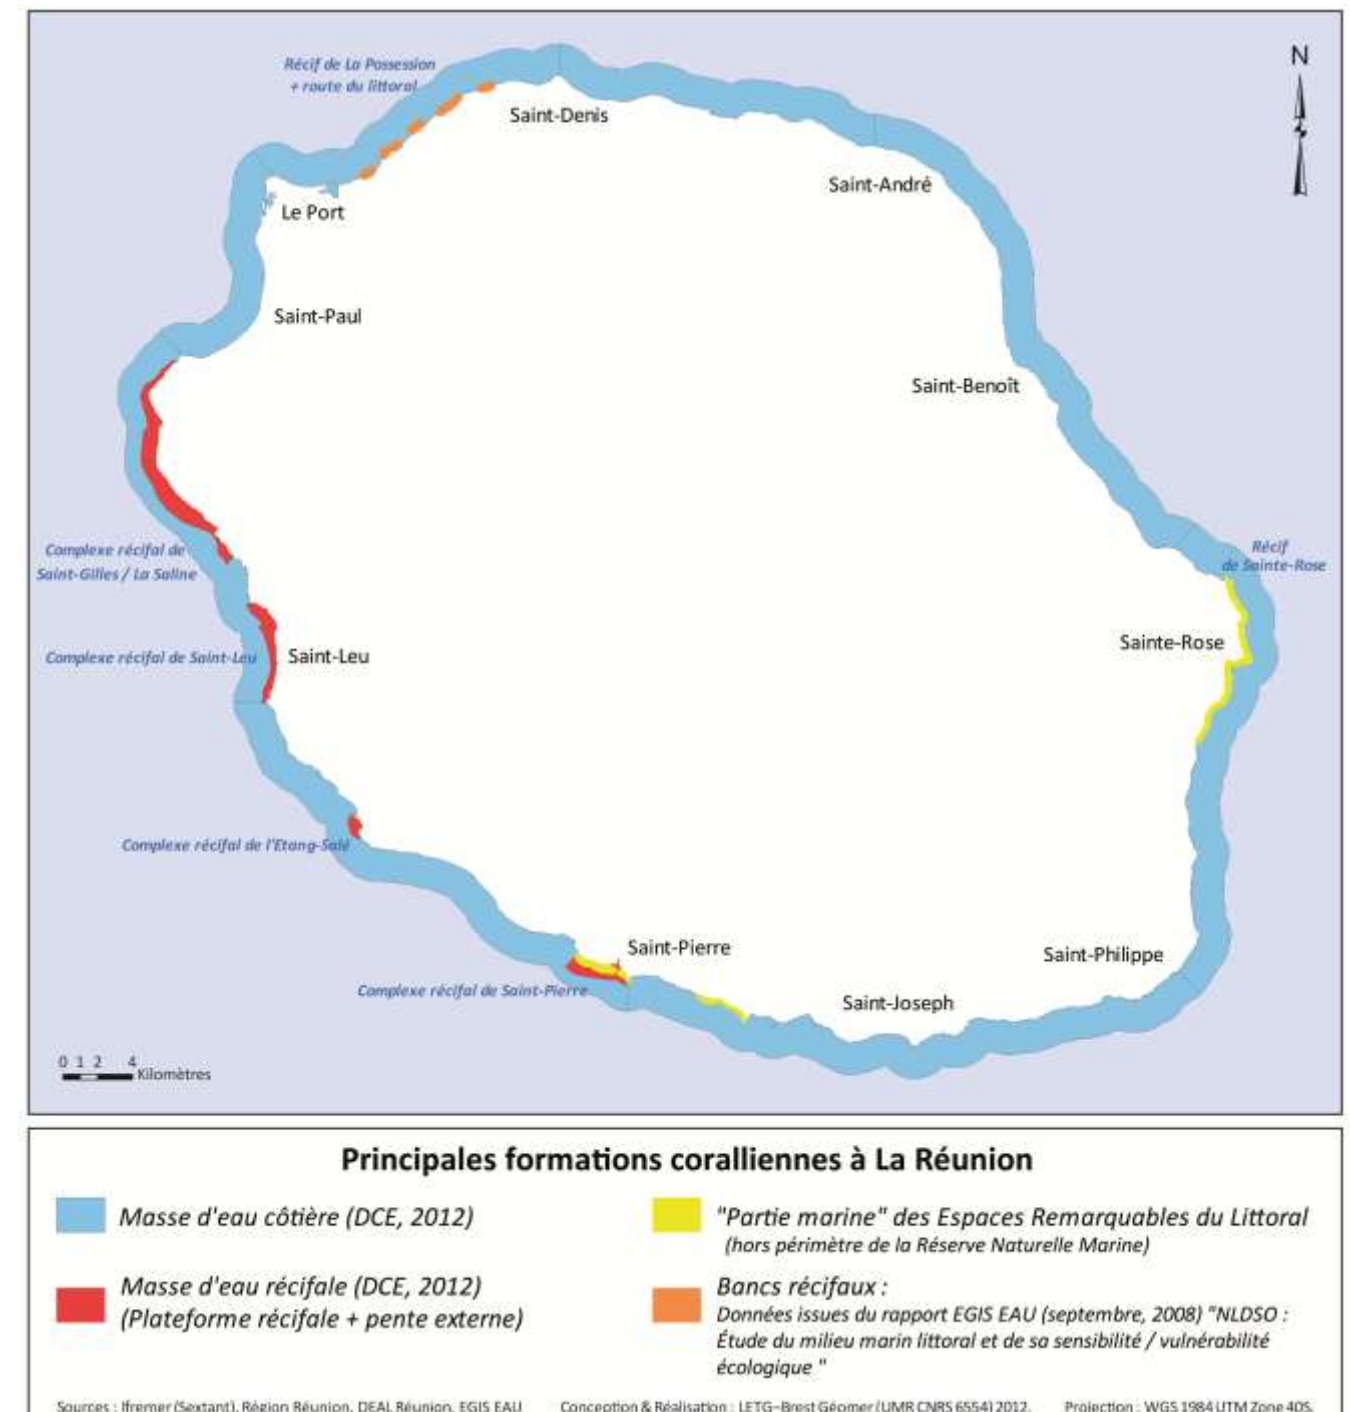 N
Récif de La Possession
+ route du littoral
Saint-Denis
Saint-André
Le Port
Saint-Paul
Saint-Benoît
Complexe récifal de
Saint-Gilles / La Saline
Récif
de Sainte-Rose
Sainte-Rose
Complexe récifal de Saint-Leu
Saint-Leu
Complexe récifal de l'Etang-Salé
Saint-Pierre
Saint-Philippe
Complexe récifal de Saint-Pierre
Saint-Joseph
0 1 2 4
Kilomètres
Principales formations coralliennes à La Réunion
Masse d'eau côtière (DCE, 2012)
Masse d'eau récifale (DCE, 2012)
(Plateforme récifale + pente externe)
"Partie marine" des Espaces Remarquables du Littoral
(hors périmètre de la Réserve Naturelle Marine)
Bancs récifaux :
Données issues du rapport EGIS EAU (septembre, 2008) "NLDSO :
Étude du milieu marin littoral et de sa sensibilité / vulnérabilité
écologique "
Sources : Ifremer (Sextant), Région Réunion, DEAL Réunion, EGIS EAU
Conception & Réalisation : LETG-Brest Géomer (UMR CNRS 6554) 2012.
Projection : WGS 1984 UTM Zone 40S.